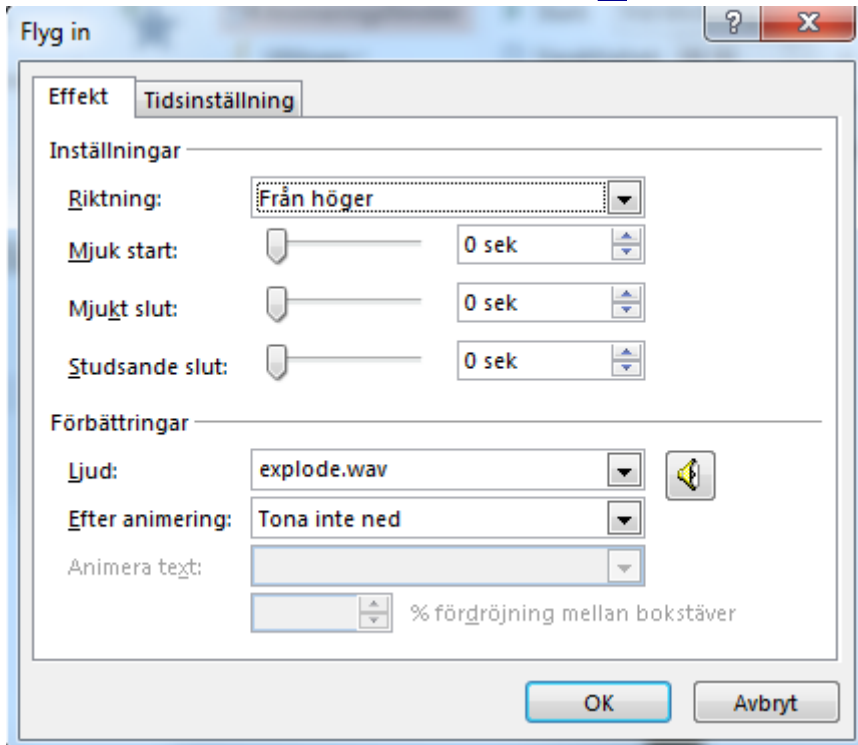 Flyg in
Effekt
Tidsinställning
Inställningar
Riktning: Från höger
Mjuk start: 0 sek
Mjukt slut: 0 sek
Studsande slut: 0 sek
Förbättringar
Ljud: explode.wav
Efter animering: Tona inte ned
Animera text:
% fördröjning mellan bokstäver
OK
Avbryt